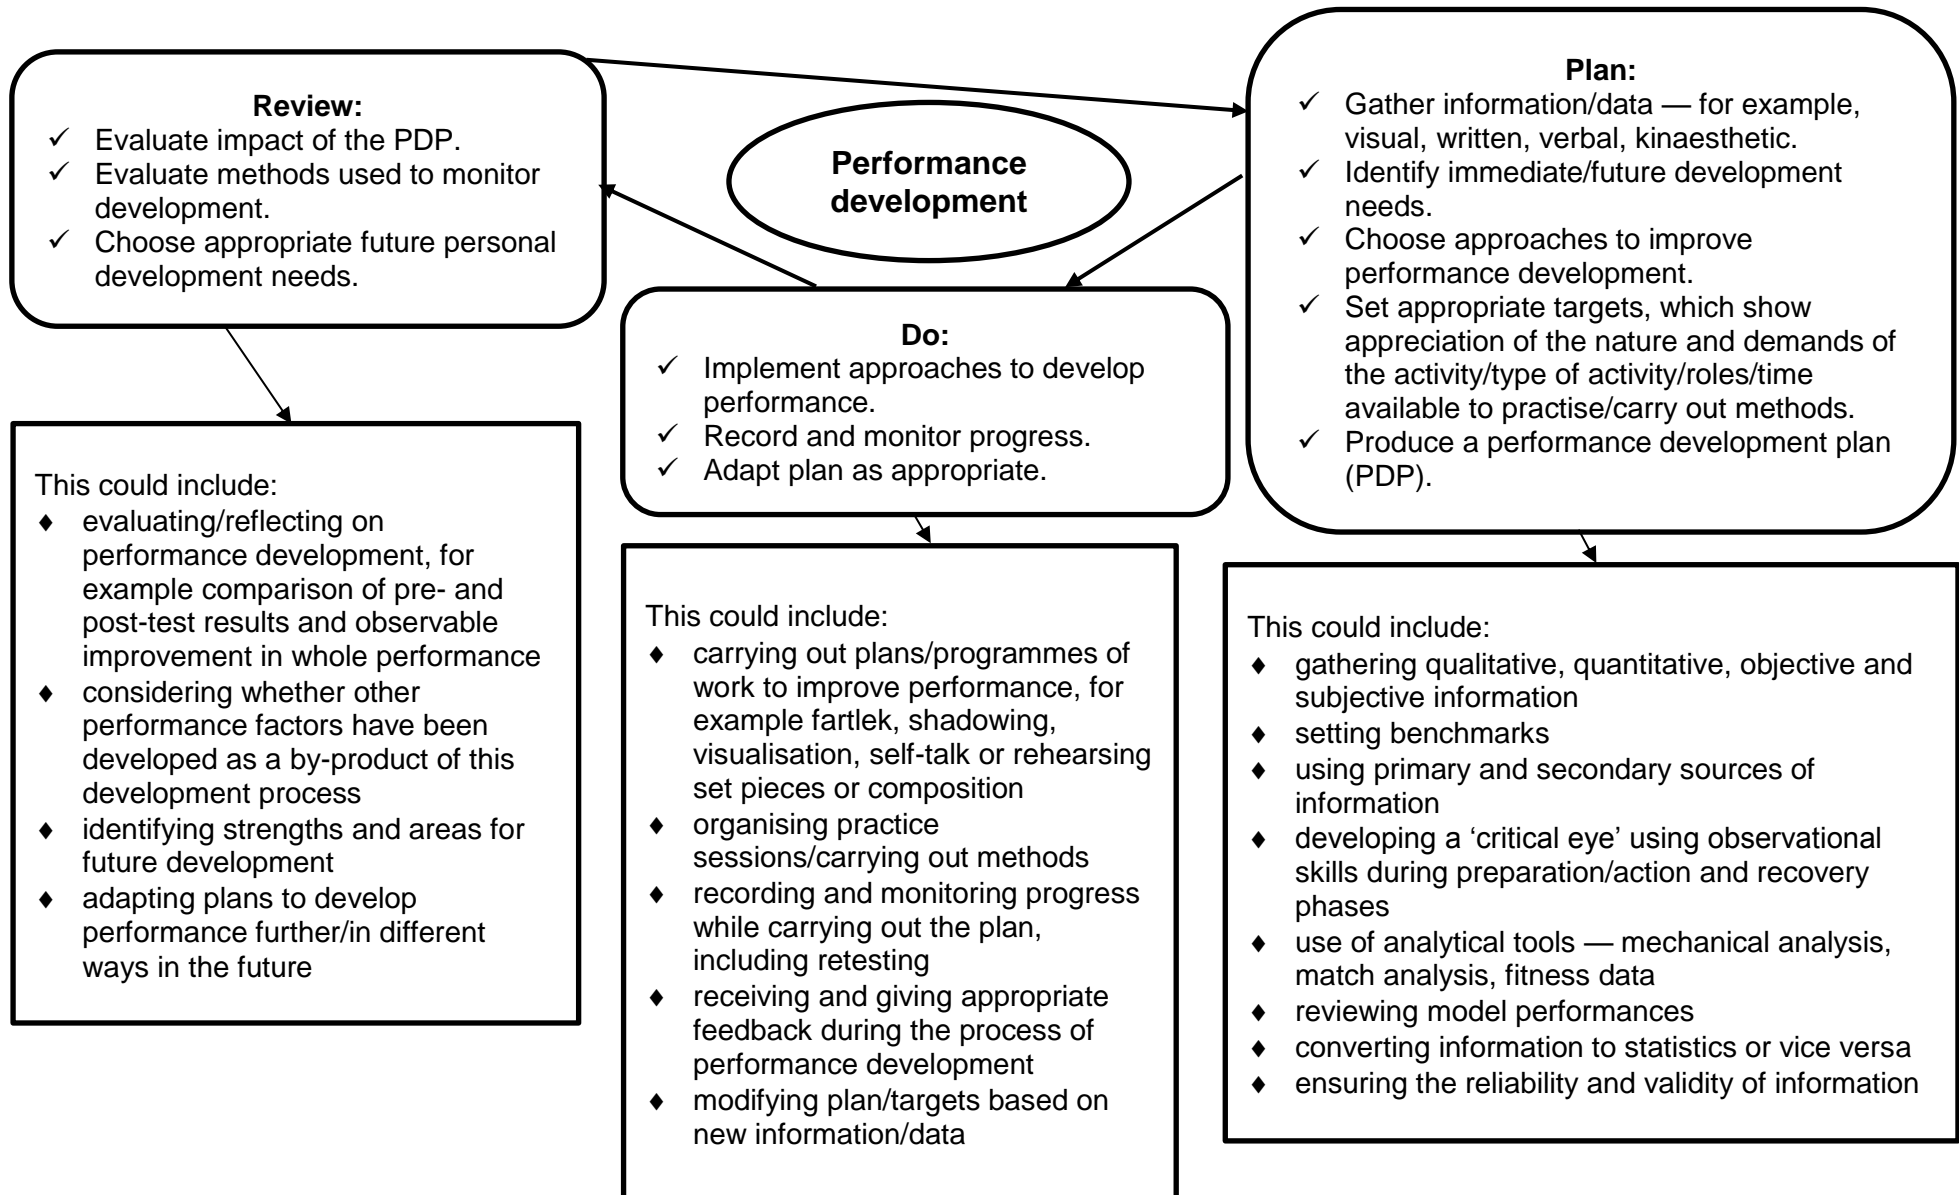 Review:
✓ Evaluate impact of the PDP.
✓ Evaluate methods used to monitor
development.
✓ Choose appropriate future personal
development needs.
Performance
development
Plan:
✓ Gather information/data — for example,
visual, written, verbal, kinaesthetic.
✓ Identify immediate/future development
needs.
✓ Choose approaches to improve
performance development.
✓ Set appropriate targets, which show
appreciation of the nature and demands of
the activity/type of activity/roles/time
available to practise/carry out methods.
✓ Produce a performance development plan
(PDP).
Do:
✓ Implement approaches to develop
performance.
✓ Record and monitor progress.
✓ Adapt plan as appropriate.
This could include:
♦ evaluating/reflecting on
performance development, for
example comparison of pre- and
post-test results and observable
improvement in whole performance
♦ considering whether other
performance factors have been
developed as a by-product of this
development process
♦ identifying strengths and areas for
future development
♦ adapting plans to develop
performance further/in different
ways in the future
This could include:
♦ carrying out plans/programmes of
work to improve performance, for
example fartlek, shadowing,
visualisation, self-talk or rehearsing
set pieces or composition
♦ organising practice
sessions/carrying out methods
♦ recording and monitoring progress
while carrying out the plan,
including retesting
♦ receiving and giving appropriate
feedback during the process of
performance development
♦ modifying plan/targets based on
new information/data
This could include:
♦ gathering qualitative, quantitative, objective and
subjective information
♦ setting benchmarks
♦ using primary and secondary sources of
information
♦ developing a ‘critical eye’ using observational
skills during preparation/action and recovery
phases
♦ use of analytical tools — mechanical analysis,
match analysis, fitness data
♦ reviewing model performances
♦ converting information to statistics or vice versa
♦ ensuring the reliability and validity of information